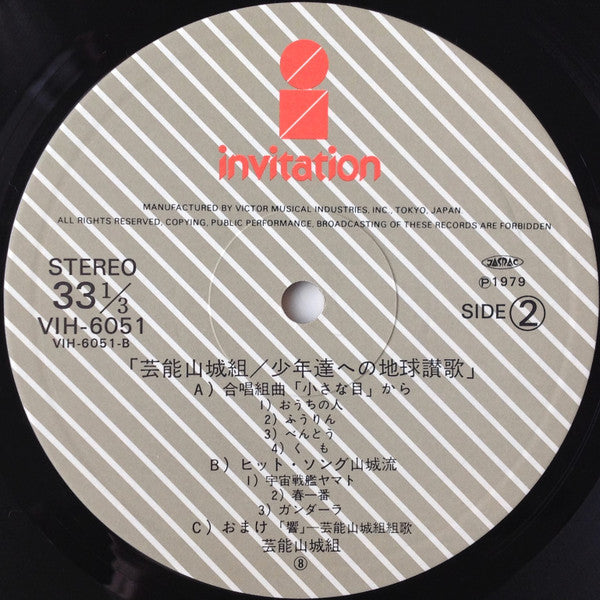 invitation
MANUFACTURED BY VICTOR MUSICAL INDUSTRIES, INC., TOKYO, JAPAN
ALL RIGHTS RESERVED, COPYING, PUBLIC PERFORMANCE, BROADCASTING OF THESE RECORDS ARE FORBIDDEN
STEREO
33 1/3
VIH-6051
VIH-6051-B
JASRAC
Ⓟ1979
SIDE ②
「芸能山城組/少年達への地球讃歌」
A) 合唱組曲「小さな目」から
1) おうちの人
2) ふうりん
3) べんとう
4) くも
B) ヒット・ソング山城流
1) 宇宙戦艦ヤマト
2) 春一番
3) ガンダーラ
C) おまけ「響」—芸能山城組組歌
芸能山城組
⑧